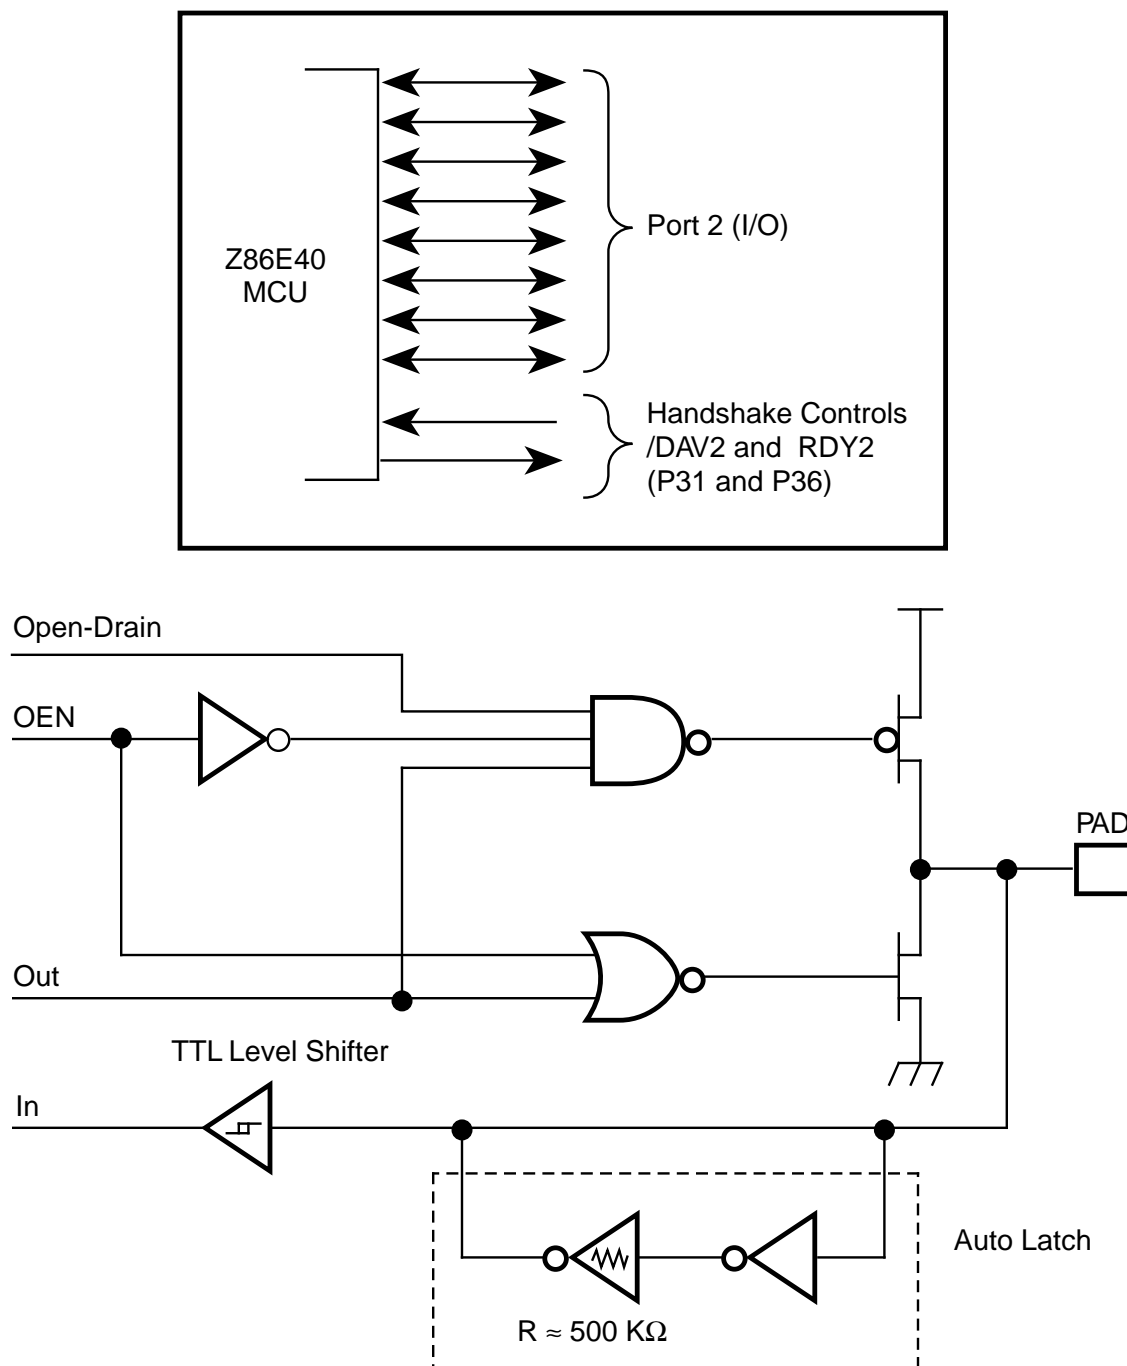 Z86E40
MCU
Port 2 (I/O)
Handshake Controls
/DAV2 and RDY2
(P31 and P36)
Open-Drain
OEN
PAD
Out
TTL Level Shifter
In
Auto Latch
R ≈ 500 KΩ